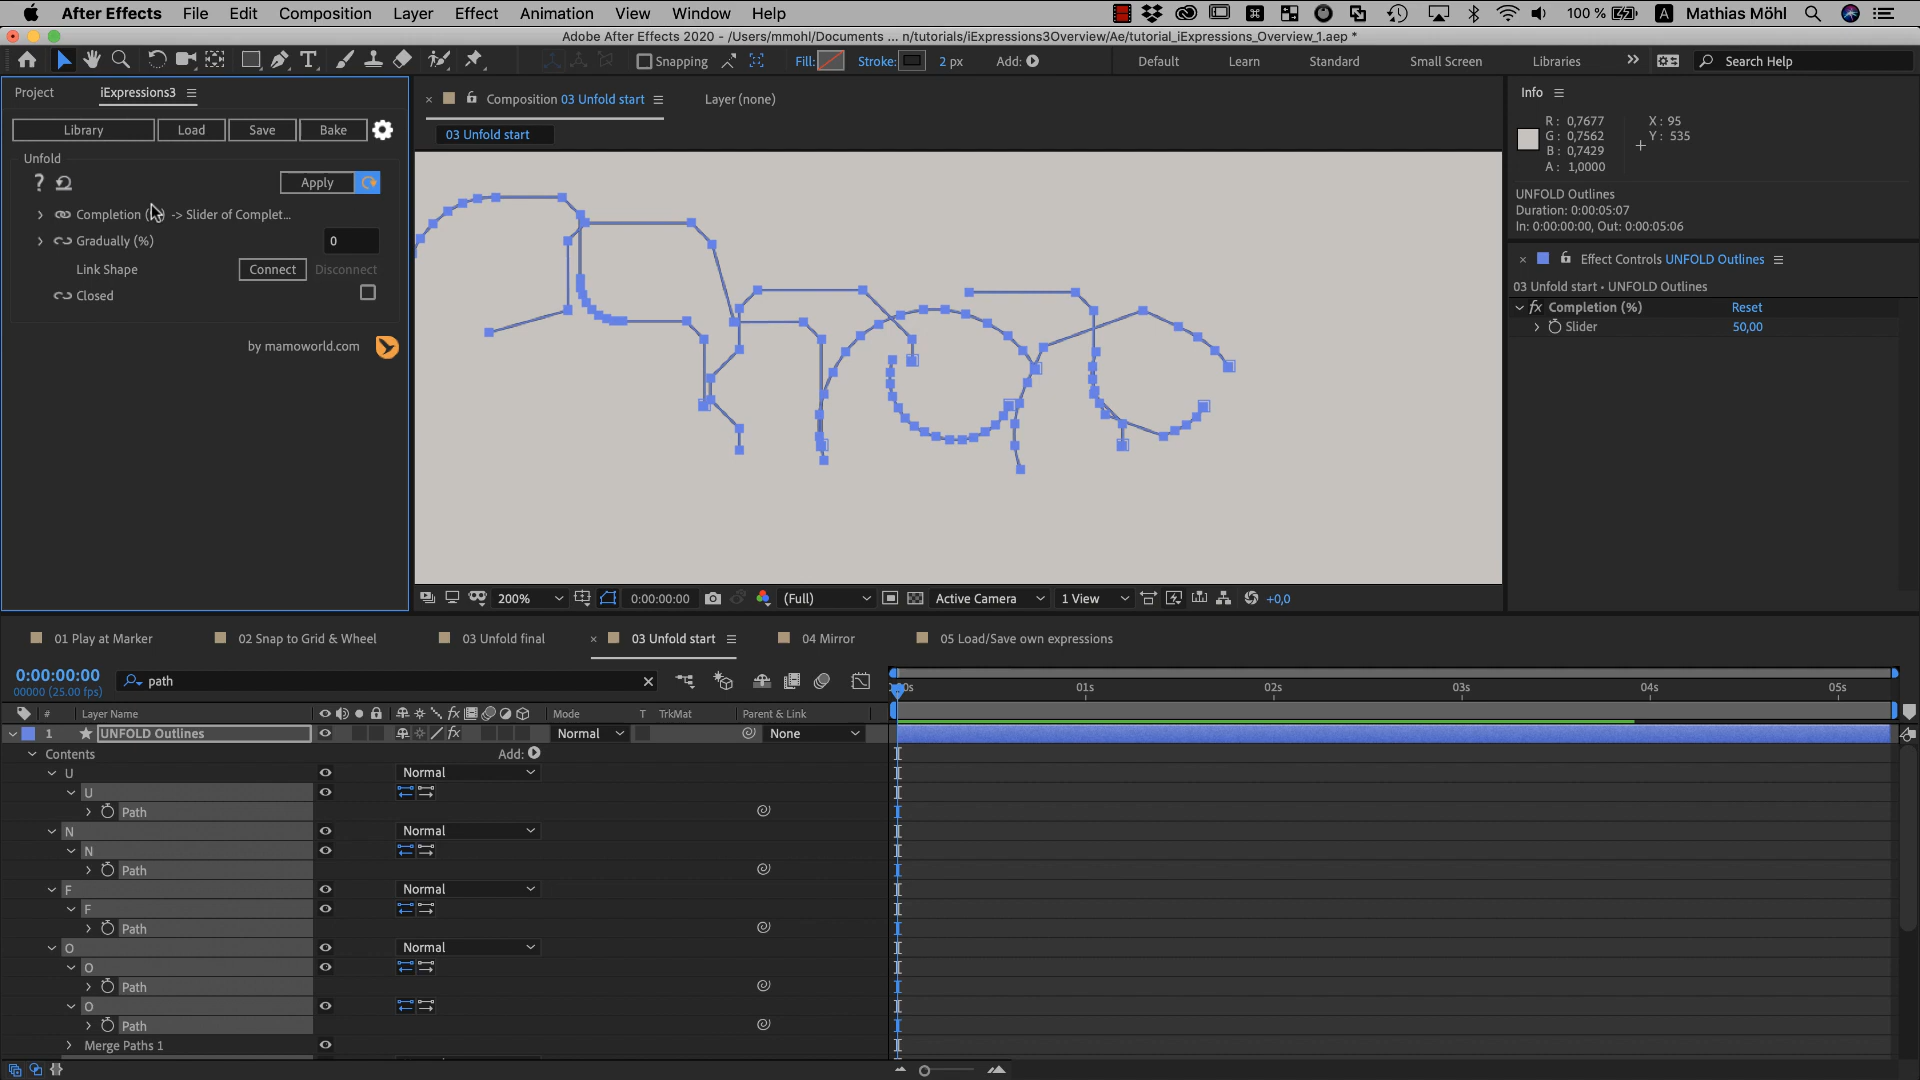 After Effects File Edit Composition Layer Effect Animation View Window Help 100 % A Mathias Möhl
Adobe After Effects 2020 - /Users/mmohl/Documents ... n/tutorials/iExpressions3Overview/Ae/tutorial_iExpressions_Overview_1.aep *
Snapping Fill: Stroke: 2 px Add: Default Learn Standard Small Screen Libraries Search Help
Project iExpressions3
Composition 03 Unfold start Layer (none)
Info
Library Load Save Bake
03 Unfold start
R: 0,7677 X: 95
G: 0,7562 Y: 535
B: 0,7429
A: 1,0000
Unfold
? Apply
UNFOLD Outlines
Duration: 0:00:05:07
In: 0:00:00:00, Out: 0:00:05:06
Completion -> Slider of Complet...
Gradually (%) 0
Link Shape Connect Disconnect
Closed
by mamoworld.com
Effect Controls UNFOLD Outlines
03 Unfold start • UNFOLD Outlines
fx Completion (%) Reset
Slider 50,00
200% 0:00:00:00 (Full) Active Camera 1 View +0,0
01 Play at Marker 02 Snap to Grid & Wheel 03 Unfold final 03 Unfold start 04 Mirror 05 Load/Save own expressions
0:00:00:00
00000 (25.00 fps)
path
01s 02s 03s 04s 05s
# Layer Name fx Mode T TrkMat Parent & Link
1 UNFOLD Outlines fx Normal None
Contents Add:
U Normal
U
Path
N Normal
N
Path
F Normal
F
Path
O Normal
O
Path
O
Path
Merge Paths 1